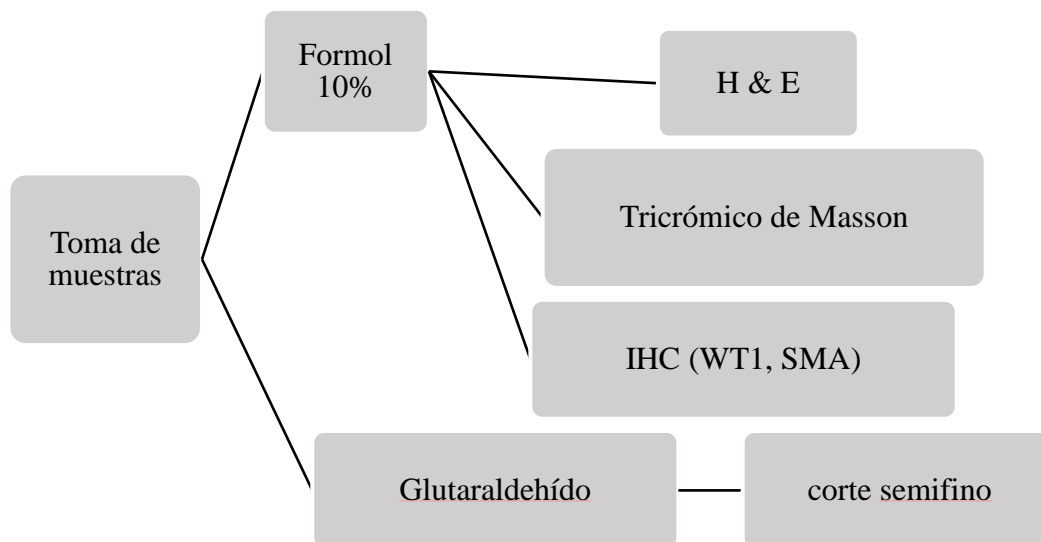 Formol
10%
H & E
Tricrómico de Masson
Toma de
muestras
IHC (WT1, SMA)
Glutaraldehído
corte semifino